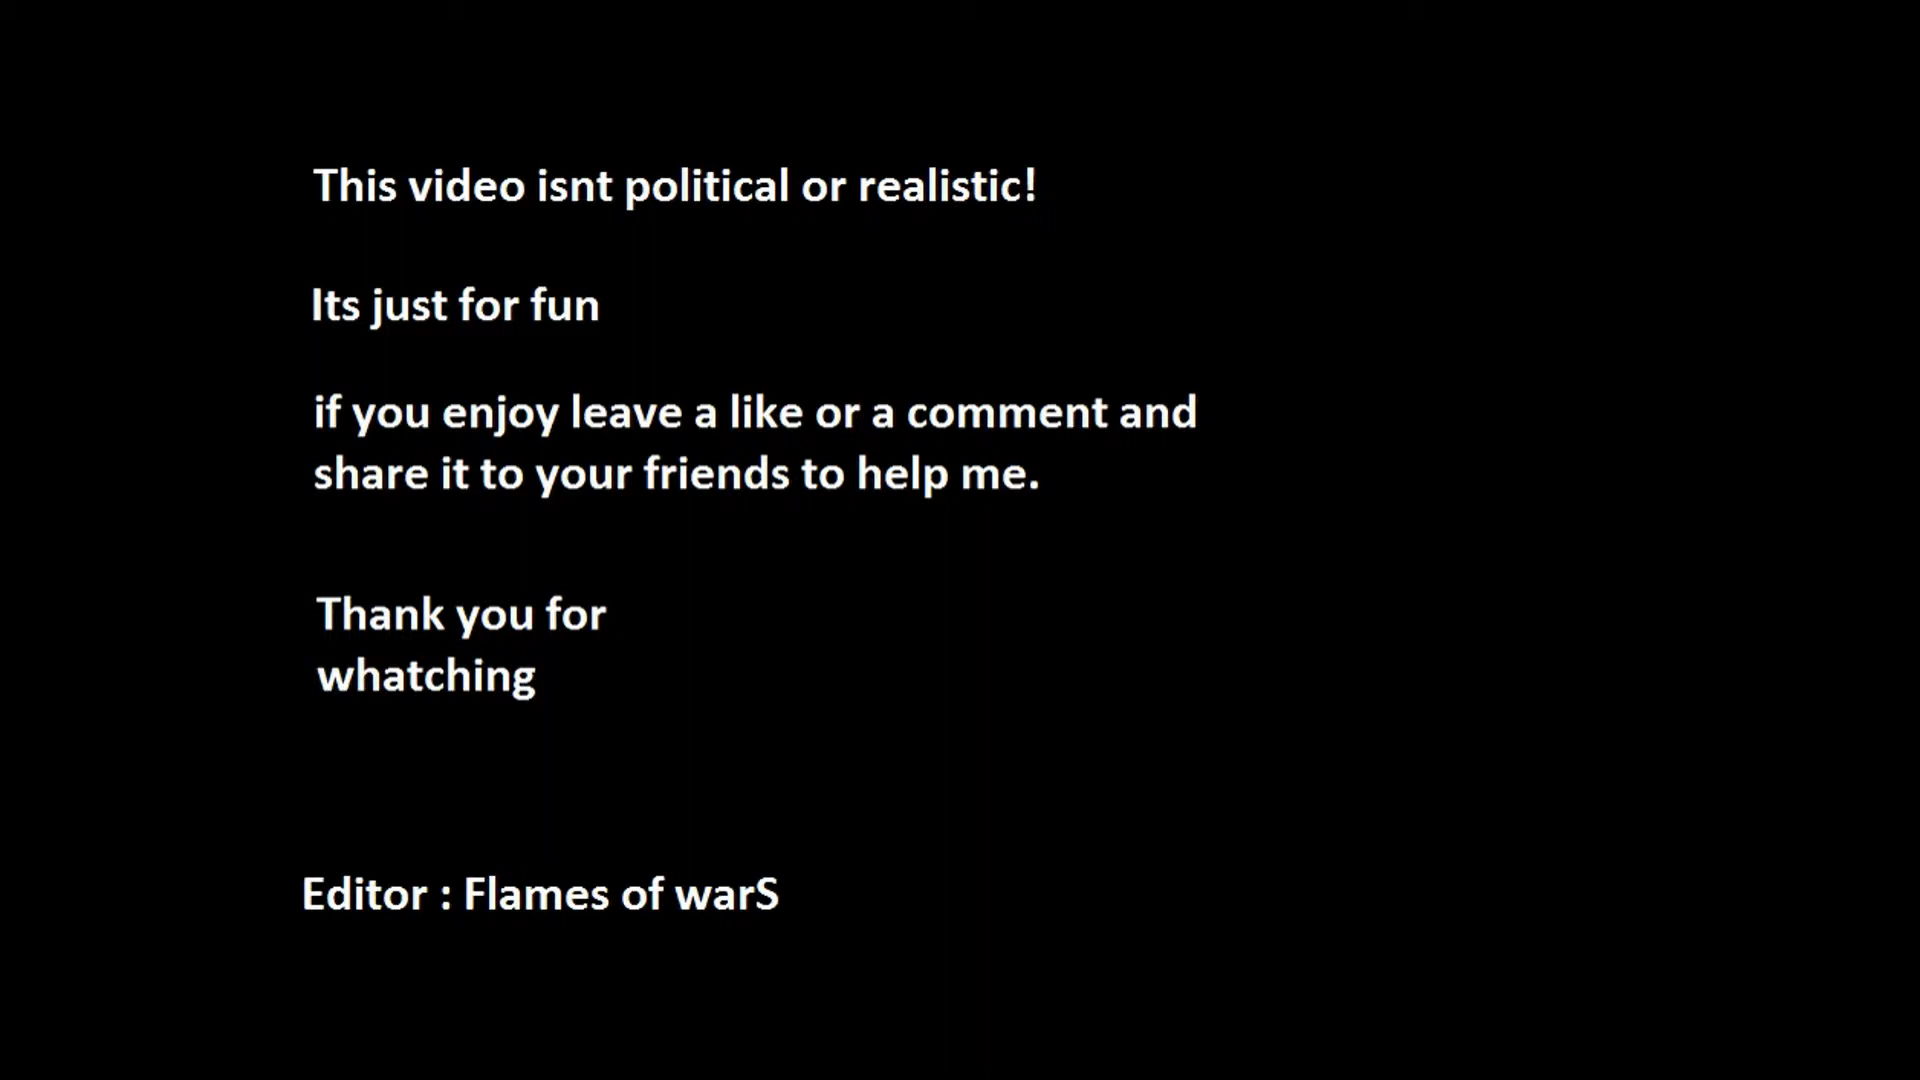 This video isnt political or realistic!
Its just for fun
if you enjoy leave a like or a comment and
share it to your friends to help me.
Thank you for
whatching
Editor : Flames of warS